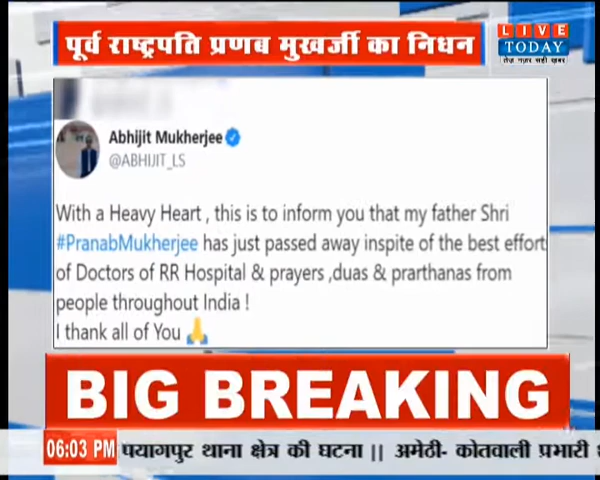 पूर्व राष्ट्रपति प्रणब मुखर्जी का निधन
LIVE
TODAY
तेज़ नज़र सही ख़बर
Abhijit Mukherjee
@ABHIJIT_LS
With a Heavy Heart , this is to inform you that my father Shri
#PranabMukherjee has just passed away inspite of the best effort
of Doctors of RR Hospital & prayers ,duas & prarthanas from
people throughout India !
I thank all of You 🙏
BIG BREAKING
06:03 PM पयागपुर थाना क्षेत्र की घटना || अमेठी- कोतवाली प्रभारी